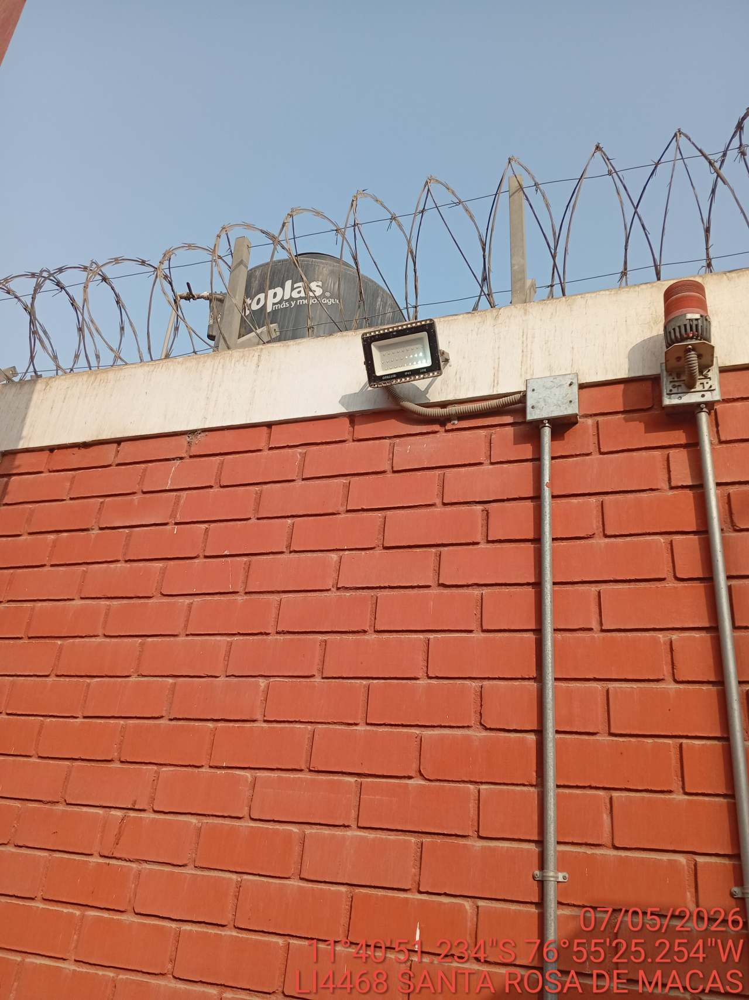 toplas®
más y mejor agua
OPALUX® IP65 20W
07/05/2026
11°40'51.234"S 76°55'25.254"W
LI4468 SANTA ROSA DE MACAS